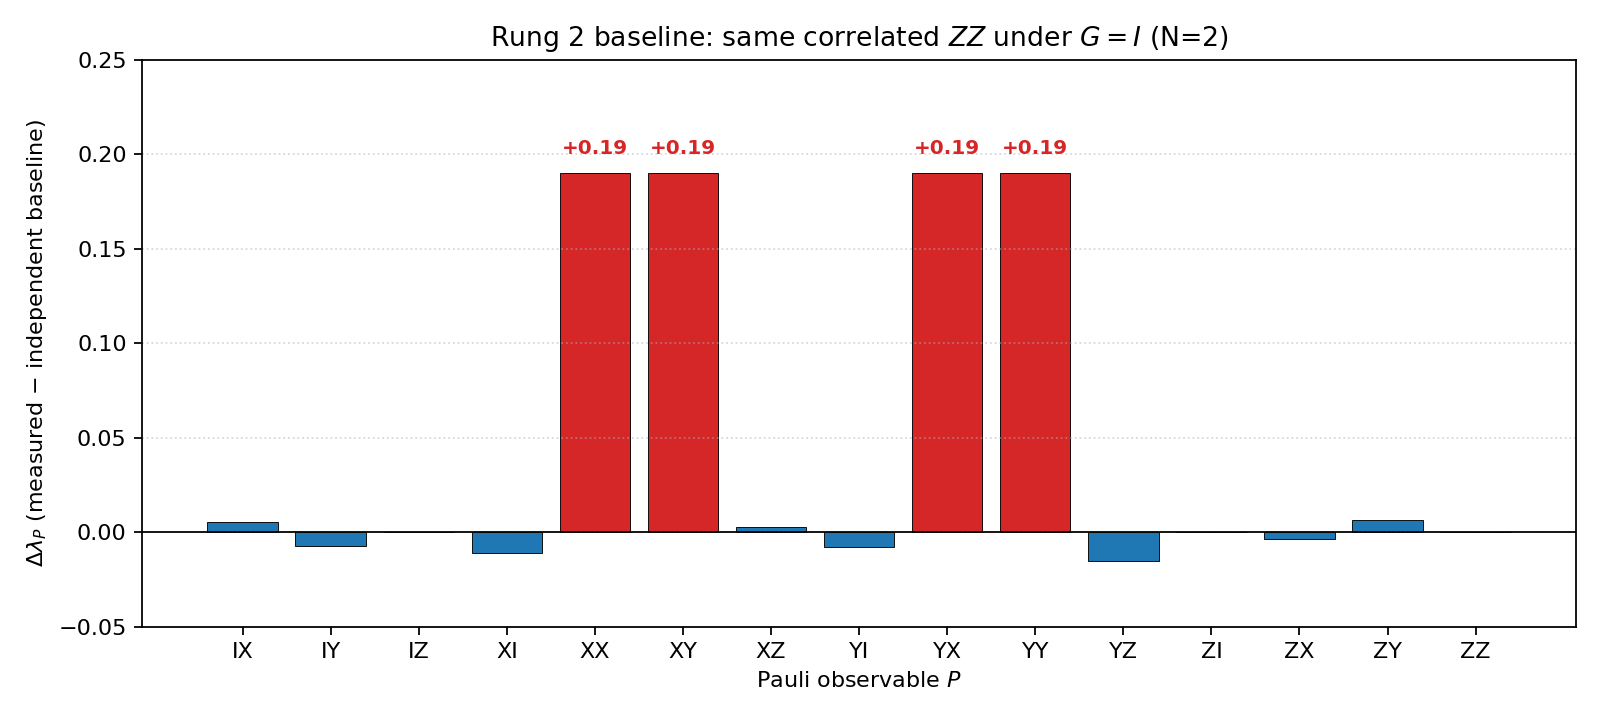 Rung 2 baseline: same correlated ZZ under G = I (N=2)
0.25
0.20
0.15
0.10
0.05
0.00
−0.05
Δλ_P (measured − independent baseline)
+0.19 +0.19 +0.19 +0.19
IX IY IZ XI XX XY XZ YI YX YY YZ ZI ZX ZY ZZ
Pauli observable P